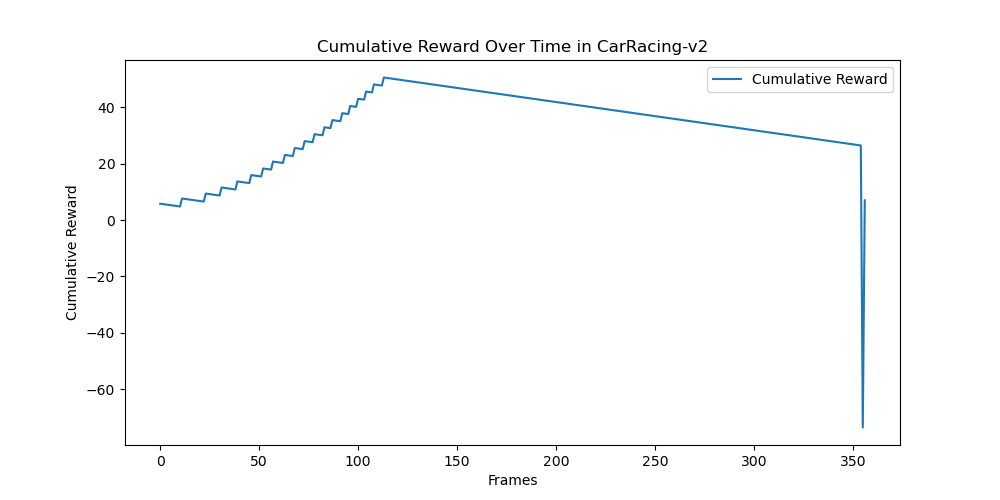 Cumulative Reward Over Time in CarRacing-v2
Cumulative Reward
40
20
0
−20
−40
−60
Cumulative Reward
0 50 100 150 200 250 300 350
Frames